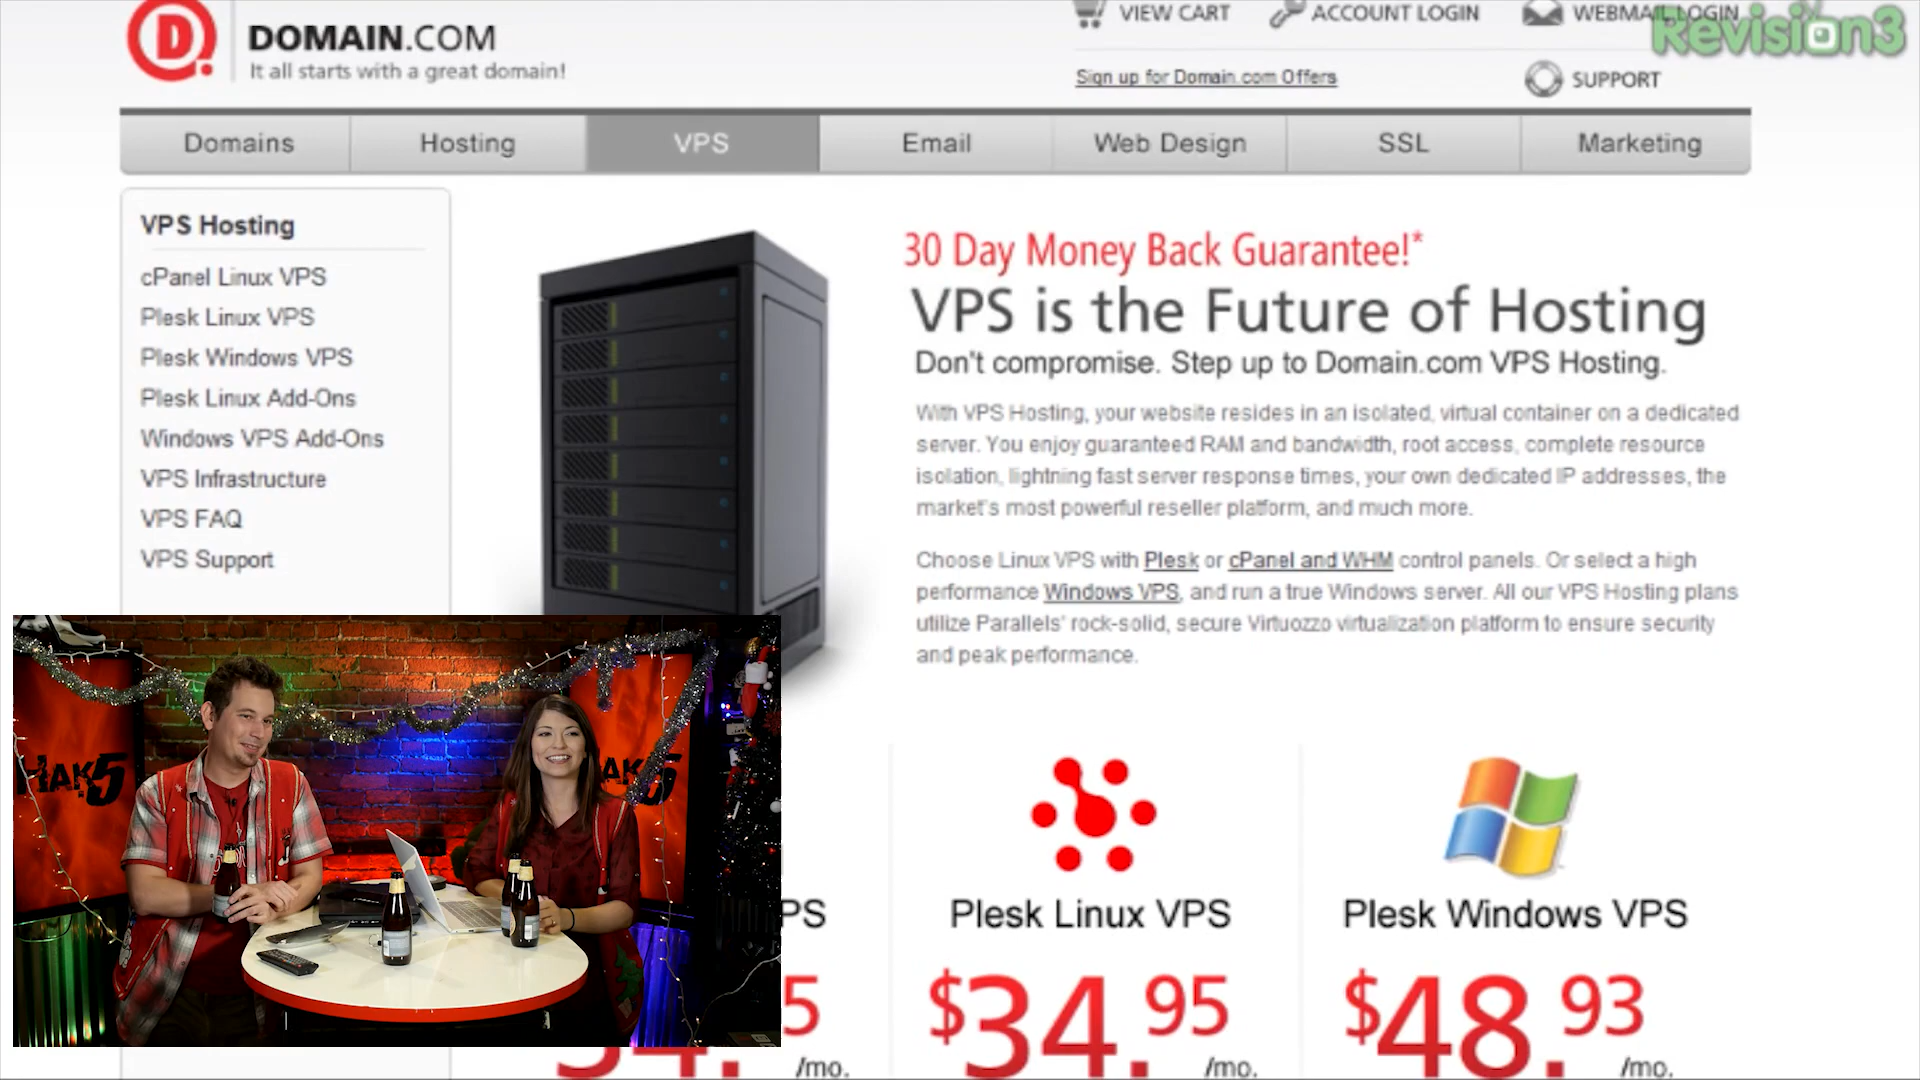 DOMAIN.COM
It all starts with a great domain!
VIEW CART
ACCOUNT LOGIN
WEBMAIL LOGIN
Revision3
Sign up for Domain.com Offers
SUPPORT
Domains
Hosting
VPS
Email
Web Design
SSL
Marketing
VPS Hosting
cPanel Linux VPS
Plesk Linux VPS
Plesk Windows VPS
Plesk Linux Add-Ons
Windows VPS Add-Ons
VPS Infrastructure
VPS FAQ
VPS Support
30 Day Money Back Guarantee!*
VPS is the Future of Hosting
Don't compromise. Step up to Domain.com VPS Hosting.
With VPS Hosting, your website resides in an isolated, virtual container on a dedicated
server. You enjoy guaranteed RAM and bandwidth, root access, complete resource
isolation, lightning fast server response times, your own dedicated IP addresses, the
market's most powerful reseller platform, and much more.
Choose Linux VPS with Plesk or cPanel and WHM control panels. Or select a high
performance Windows VPS, and run a true Windows server. All our VPS Hosting plans
utilize Parallels' rock-solid, secure Virtuozzo virtualization platform to ensure security
and peak performance.
HAK5
AK5
PS
5
/mo.
Plesk Linux VPS
$34.95
/mo.
Plesk Windows VPS
$48.93
/mo.